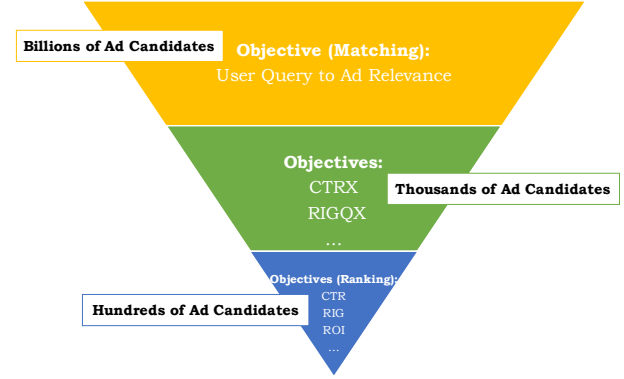 Billions of Ad Candidates
Objective (Matching):
User Query to Ad Relevance
Objectives:
CTRX
RIGQX
...
Thousands of Ad Candidates
Objectives (Ranking):
CTR
RIG
ROI
...
Hundreds of Ad Candidates